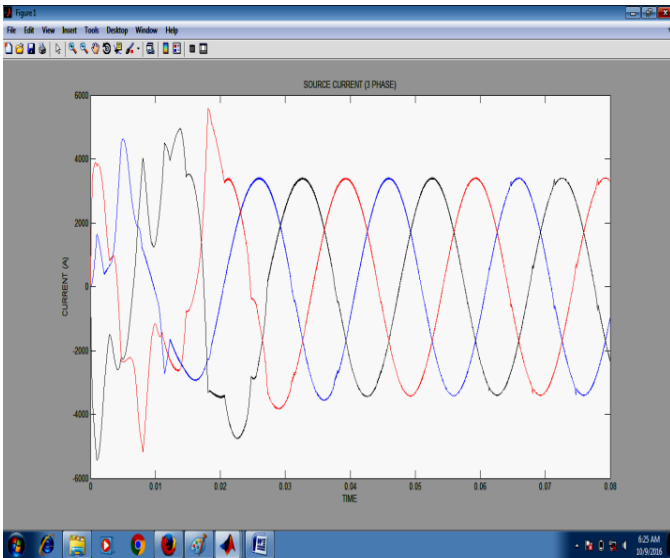 Figure 1
File Edit View Insert Tools Desktop Window Help
SOURCE CURRENT (3 PHASE)
6000
4000
2000
0
-2000
-4000
-6000
CURRENT (A)
0 0.01 0.02 0.03 0.04 0.05 0.06 0.07 0.08
TIME
6:25 AM
10/9/2016